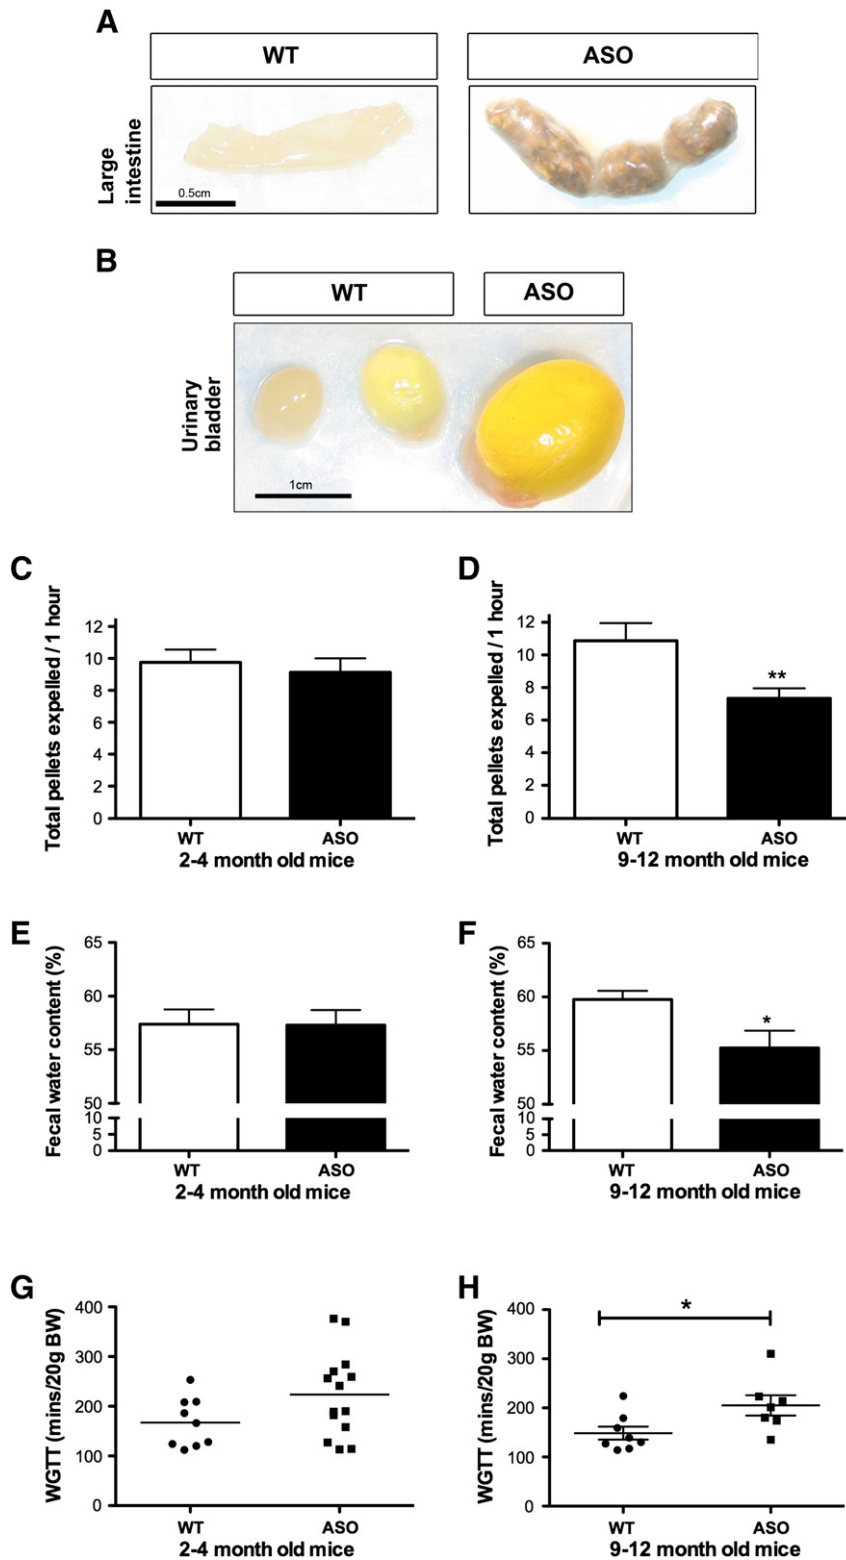 A
WT
ASO
Large
intestine
0.5cm
B
WT
ASO
Urinary
bladder
1cm
C
Total pellets expelled / 1 hour
12
10
8
6
4
2
0
WT
ASO
2-4 month old mice
D
Total pellets expelled / 1 hour
12
10
8
6
4
2
0
**
WT
ASO
9-12 month old mice
E
Fecal water content (%)
65
60
55
50
10
5
0
WT
ASO
2-4 month old mice
F
Fecal water content (%)
65
60
55
50
10
5
0
*
WT
ASO
9-12 month old mice
G
WGTT (mins/20g BW)
400
300
200
100
0
WT
ASO
2-4 month old mice
H
WGTT (mins/20g BW)
400
300
200
100
0
*
WT
ASO
9-12 month old mice